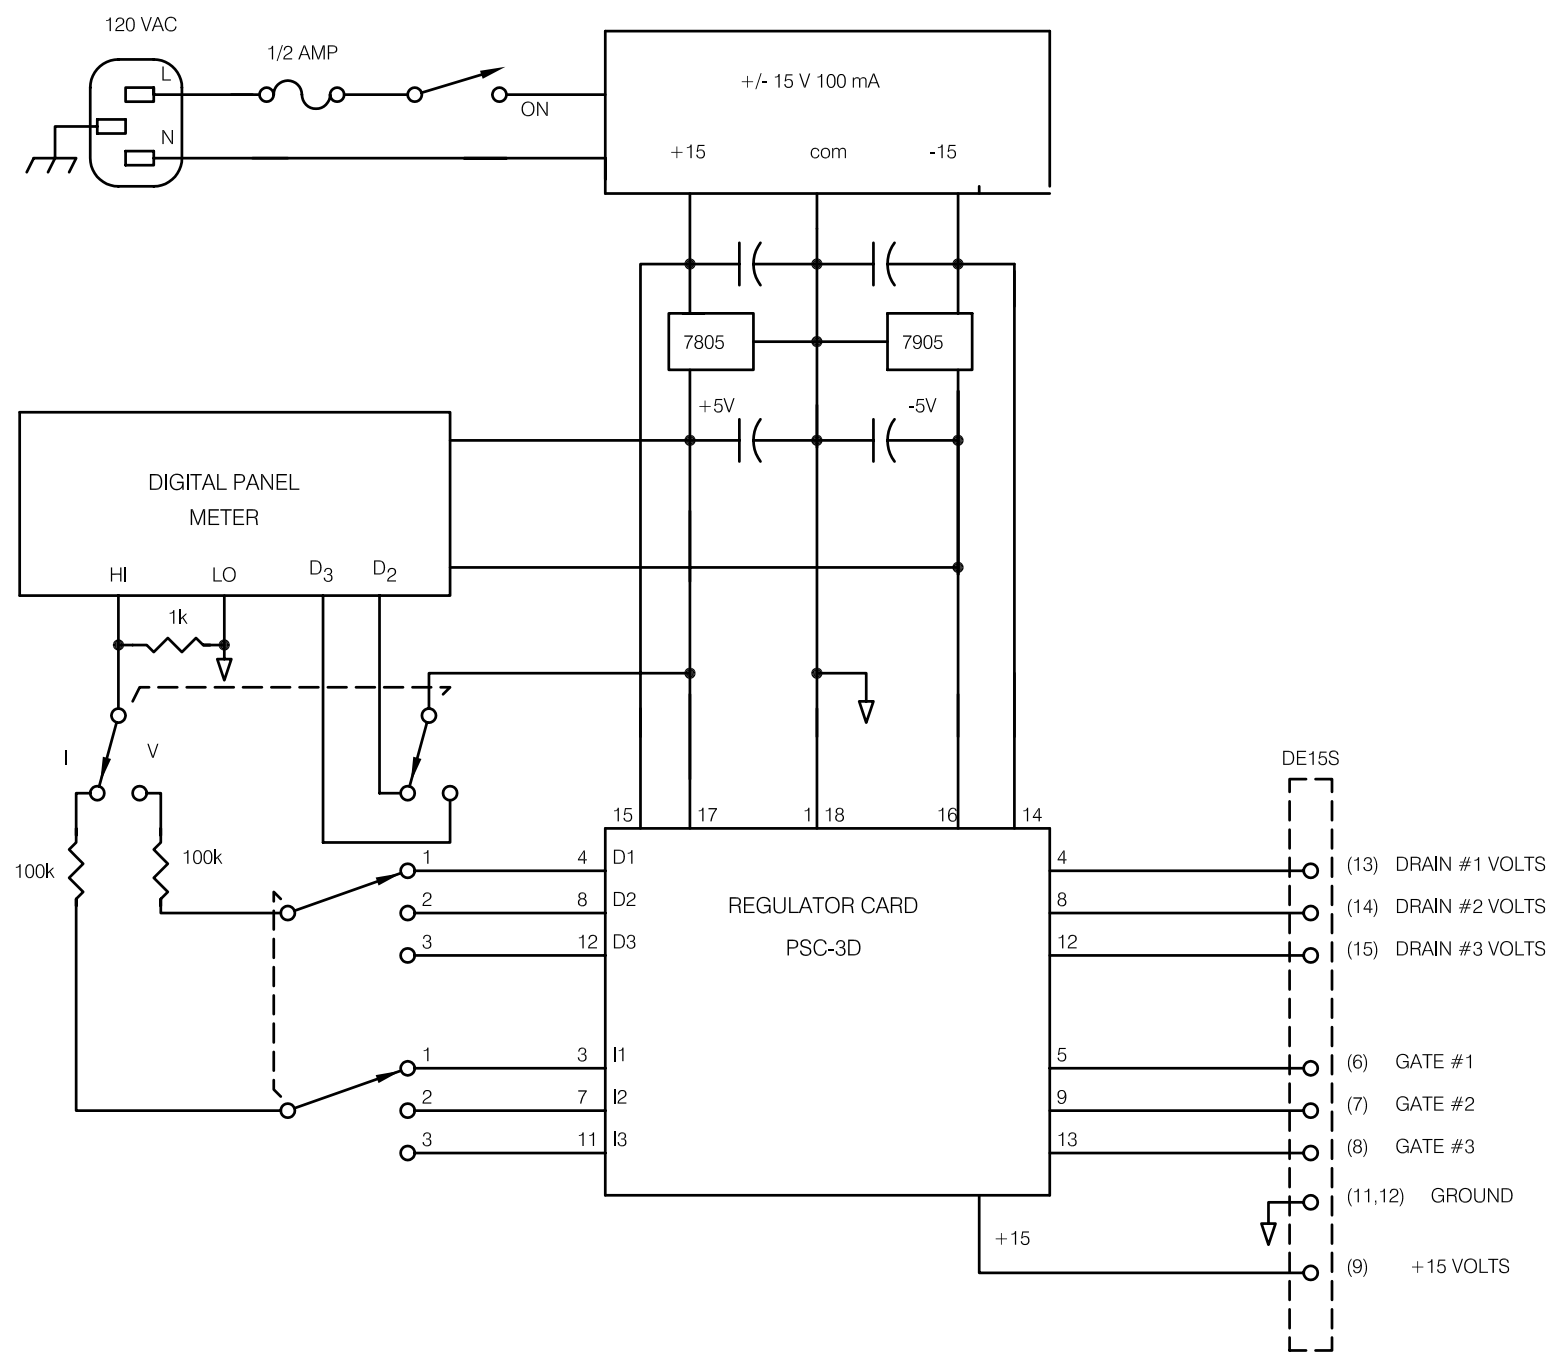 120 VAC
1/2 AMP
L
N
ON
+/- 15 V 100 mA
+15 com -15
7805 7905
+5V -5V
DIGITAL PANEL
METER
HI LO D3 D2
1k
I V
100k 100k
15 17 1 18 16 14
DE15S
1 4 D1
2 8 D2
3 12 D3
1 3 I1
2 7 I2
3 11 I3
REGULATOR CARD
PSC-3D
4 (13) DRAIN #1 VOLTS
8 (14) DRAIN #2 VOLTS
12 (15) DRAIN #3 VOLTS
5 (6) GATE #1
9 (7) GATE #2
13 (8) GATE #3
(11,12) GROUND
+15
(9) +15 VOLTS